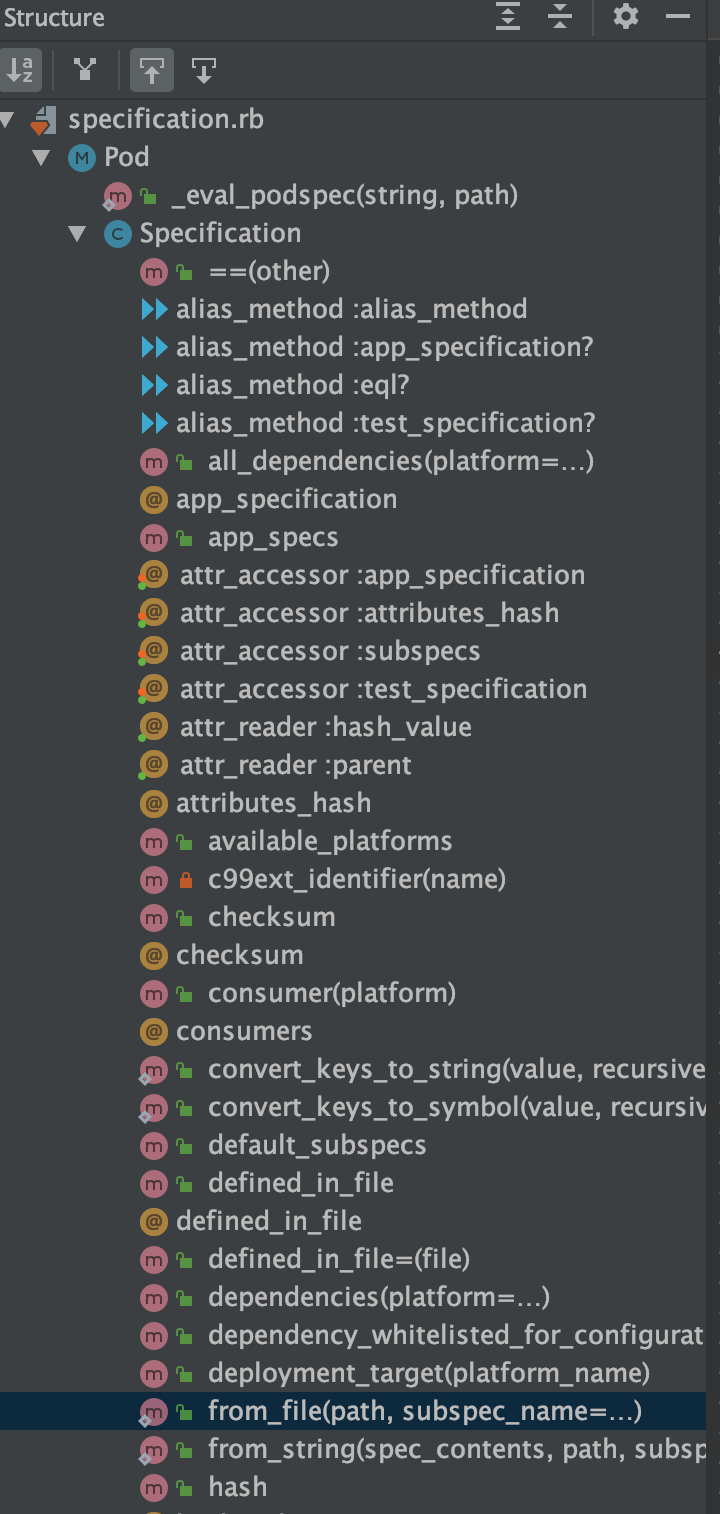 Structure
specification.rb
Pod
_eval_podspec(string, path)
Specification
==(other)
alias_method :alias_method
alias_method :app_specification?
alias_method :eql?
alias_method :test_specification?
all_dependencies(platform=...)
app_specification
app_specs
attr_accessor :app_specification
attr_accessor :attributes_hash
attr_accessor :subspecs
attr_accessor :test_specification
attr_reader :hash_value
attr_reader :parent
attributes_hash
available_platforms
c99ext_identifier(name)
checksum
checksum
consumer(platform)
consumers
convert_keys_to_string(value, recursive
convert_keys_to_symbol(value, recursiv
default_subspecs
defined_in_file
defined_in_file
defined_in_file=(file)
dependencies(platform=...)
dependency_whitelisted_for_configurat
deployment_target(platform_name)
from_file(path, subspec_name=...)
from_string(spec_contents, path, subsp
hash